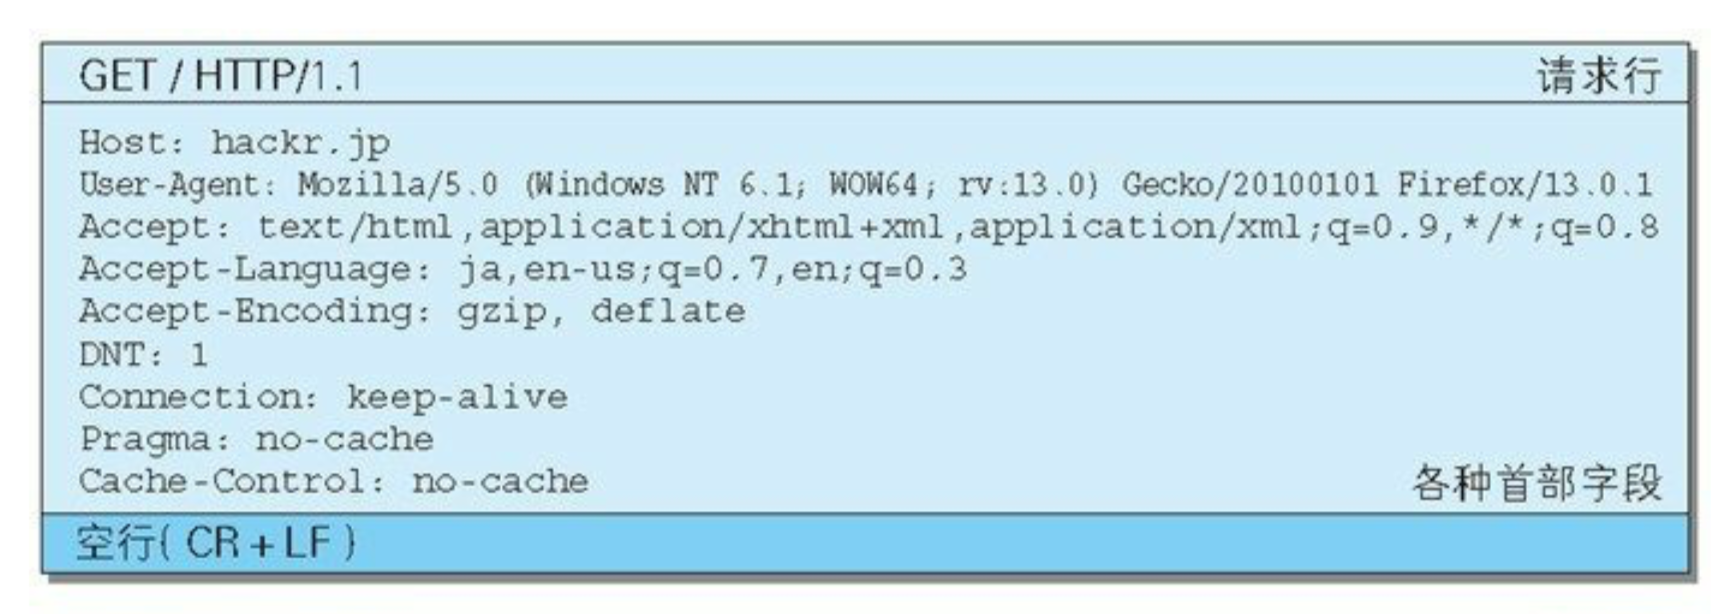 GET / HTTP/1.1 请求行
Host: hackr.jp
User-Agent: Mozilla/5.0 (Windows NT 6.1; WOW64; rv:13.0) Gecko/20100101 Firefox/13.0.1
Accept: text/html,application/xhtml+xml,application/xml;q=0.9,*/*;q=0.8
Accept-Language: ja,en-us;q=0.7,en;q=0.3
Accept-Encoding: gzip, deflate
DNT: 1
Connection: keep-alive
Pragma: no-cache
Cache-Control: no-cache 各种首部字段
空行( CR + LF )